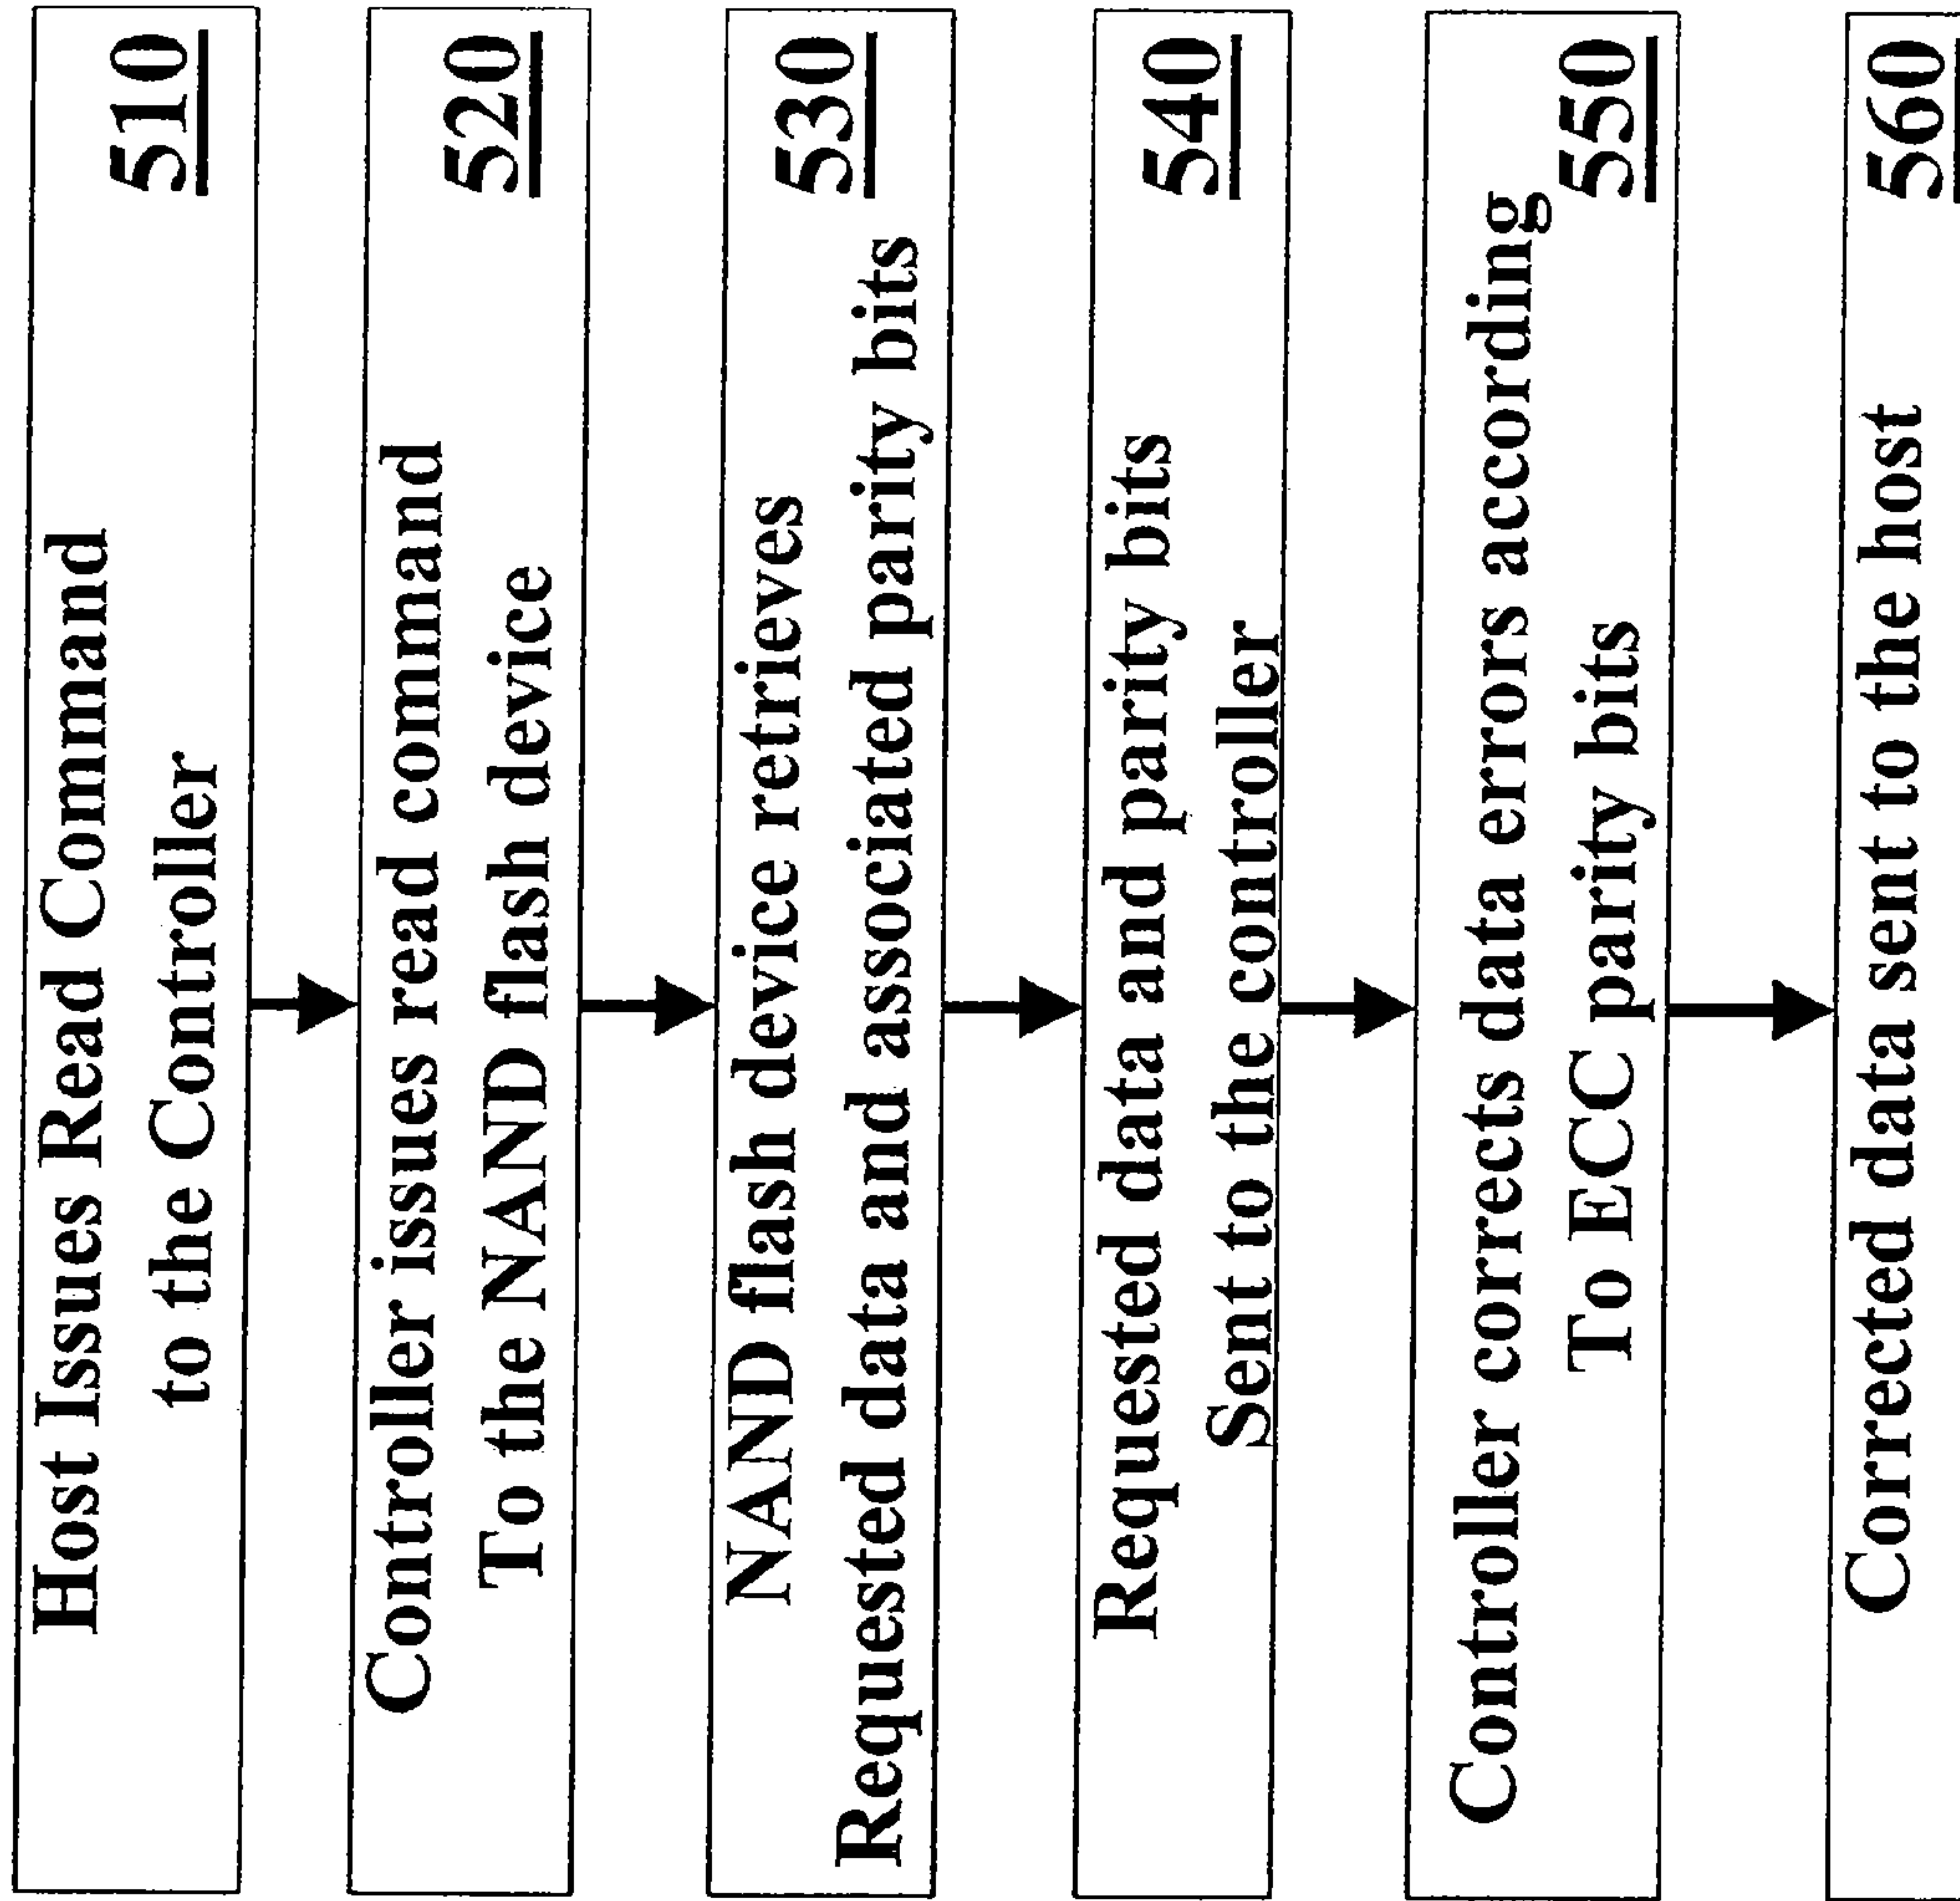 Host Issues Read Command
to the Controller
510
Controller issues read command
To the NAND flash device
520
NAND flash device retrieves
Requested data and associated parity bits
530
Requested data and parity bits
Sent to the controller
540
Controller corrects data errors according
To ECC parity bits
550
Corrected data sent to the host
560